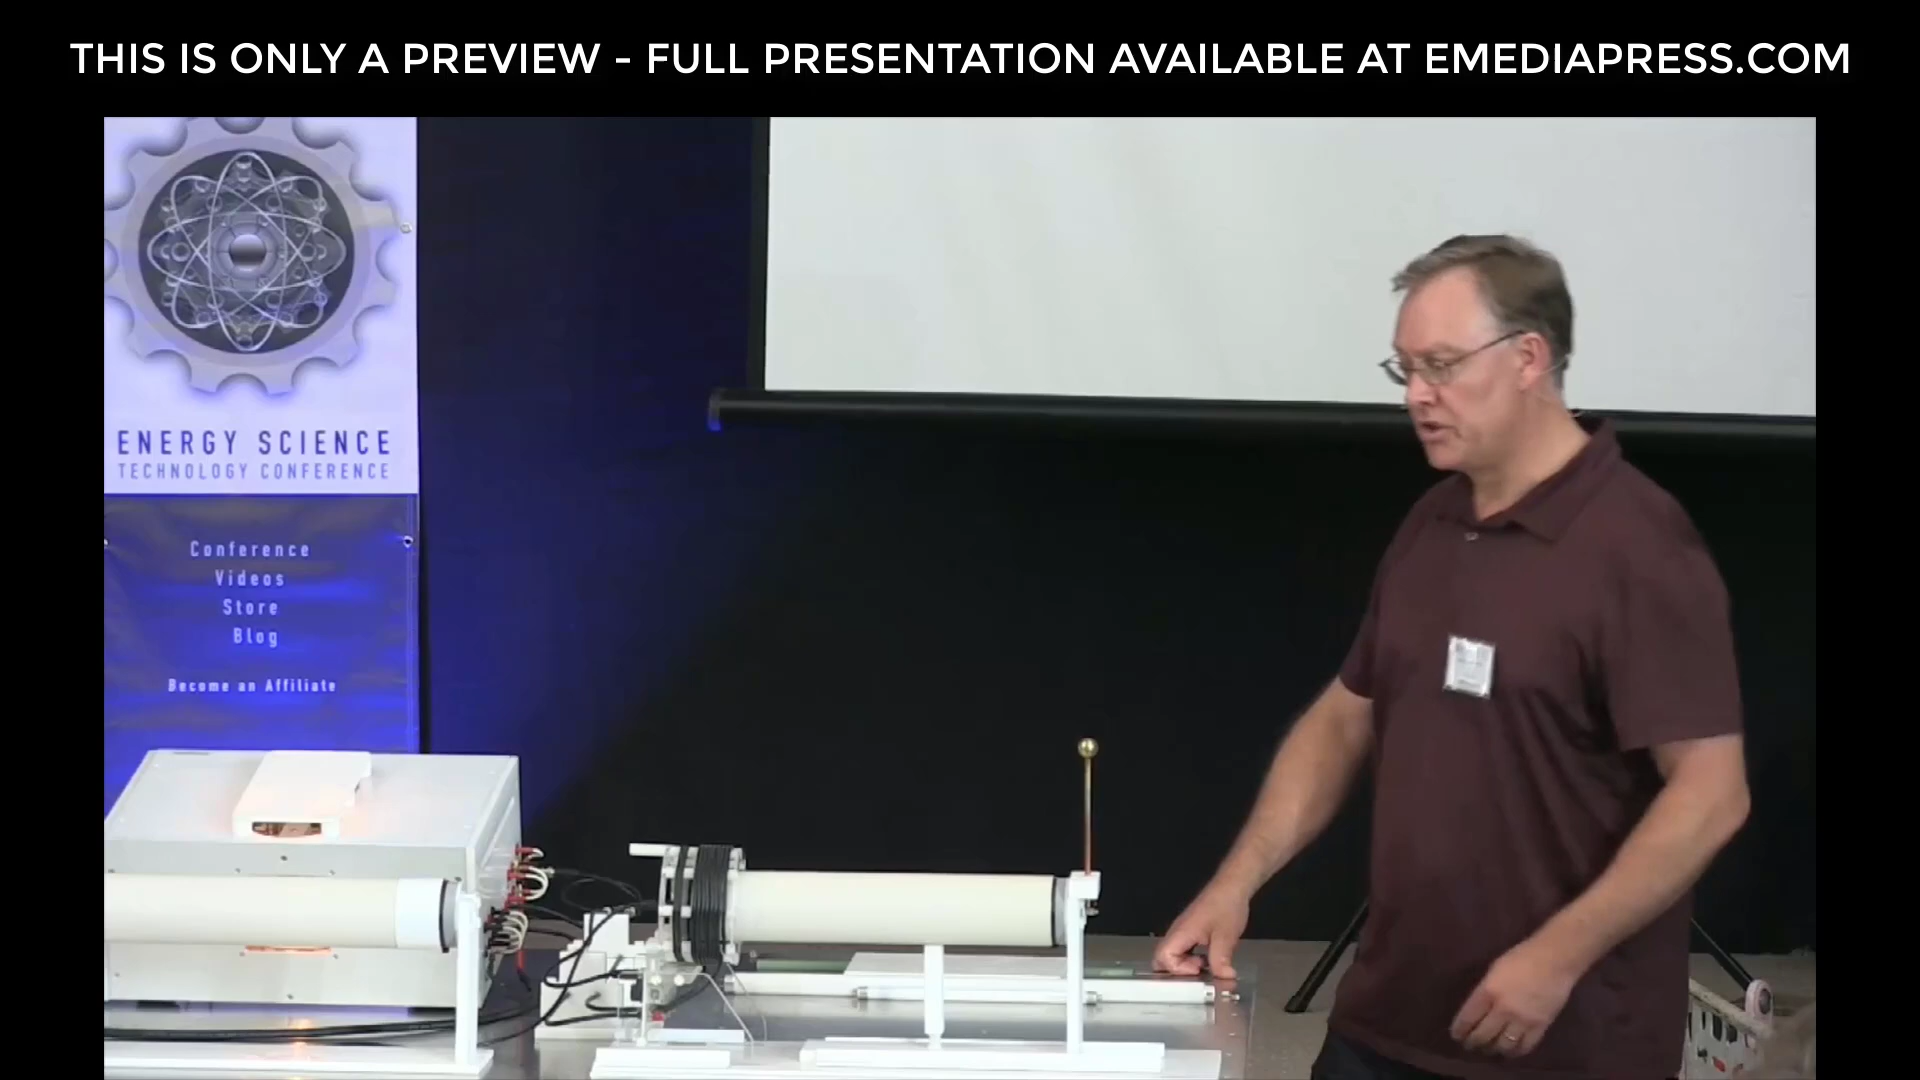 THIS IS ONLY A PREVIEW - FULL PRESENTATION AVAILABLE AT EMEDIAPRESS.COM
ENERGY SCIENCE
TECHNOLOGY CONFERENCE
Conference
Videos
Store
Blog
Become an Affiliate